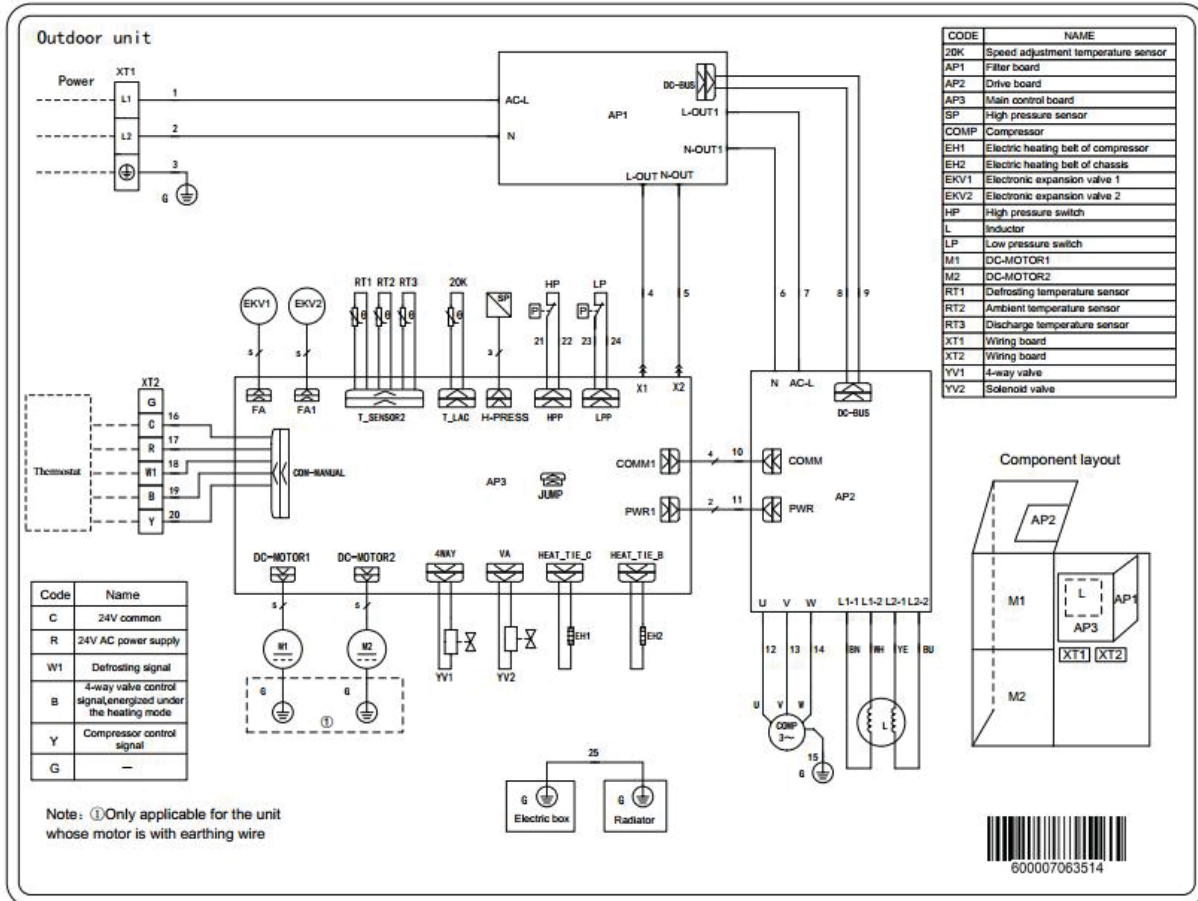 Outdoor unit
Power
XT1
L1
1
L2
2
3
G
AC-L
N
AP1
DC-BUS
L-OUT1
N-OUT1
L-OUT N-OUT
4
5
6
7
8
9
CODE NAME
20K Speed adjustment temperature sensor
AP1 Filter board
AP2 Drive board
AP3 Main control board
SP High pressure sensor
COMP Compressor
EH1 Electric heating belt of compressor
EH2 Electric heating belt of chassis
EKV1 Electronic expansion valve 1
EKV2 Electronic expansion valve 2
HP High pressure switch
L Inductor
LP Low pressure switch
M1 DC-MOTOR1
M2 DC-MOTOR2
RT1 Defrosting temperature sensor
RT2 Ambient temperature sensor
RT3 Discharge temperature sensor
XT1 Wiring board
XT2 Wiring board
YV1 4-way valve
YV2 Solenoid valve
EKV1
EKV2
RT1 RT2 RT3
θ θ θ
20K
θ
SP
HP
P
LP
P
21 22 23 24
5
5
3
FA
FA1
T_SENSOR2
T_LAC
H-PRESS
HPP
LPP
X1
X2
XT2
G
C
16
R
17
W1
18
B
19
Y
20
Thermostat
COM-MANUAL
AP3
JUMP
COMM1
4
10
COMM
PWR1
2
11
PWR
N AC-L
DC-BUS
AP2
DC-MOTOR1
DC-MOTOR2
4WAY
VA
HEAT_TIE_C
HEAT_TIE_B
5
5
M1
M2
G
G
①
YV1
YV2
EH1
EH2
U V W L1-1 L1-2 L2-1 L2-2
12 13 14 BN WH YE BU
U V W
COMP
3~
15
G
L
25
G
Electric box
G
Radiator
Code Name
C 24V common
R 24V AC power supply
W1 Defrosting signal
B 4-way valve control
signal,energized under
the heating mode
Y Compressor control
signal
G —
Note: ①Only applicable for the unit
whose motor is with earthing wire
Component layout
AP2
M1
L
AP1
AP3
XT1 XT2
M2
600007063514